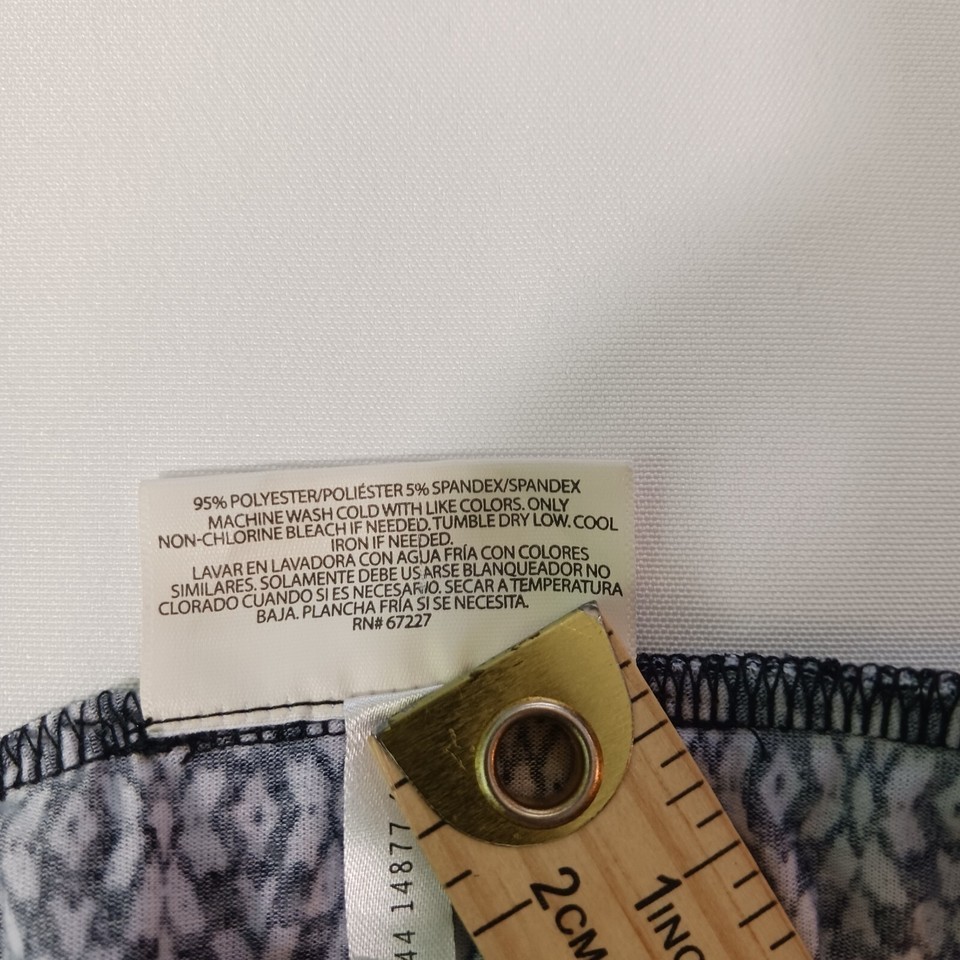 95% POLYESTER/POLIÉSTER 5% SPANDEX/SPANDEX
MACHINE WASH COLD WITH LIKE COLORS. ONLY
NON-CHLORINE BLEACH IF NEEDED. TUMBLE DRY LOW. COOL
IRON IF NEEDED.
LAVAR EN LAVADORA CON AGUA FRÍA CON COLORES
SIMILARES. SOLAMENTE DEBE USARSE BLANQUEADOR NO
CLORADO CUANDO SI ES NECESARIO. SECAR A TEMPERATURA
BAJA. PLANCHA FRÍA SI SE NECESITA.
RN# 67227
44 14877
2CM
1INC